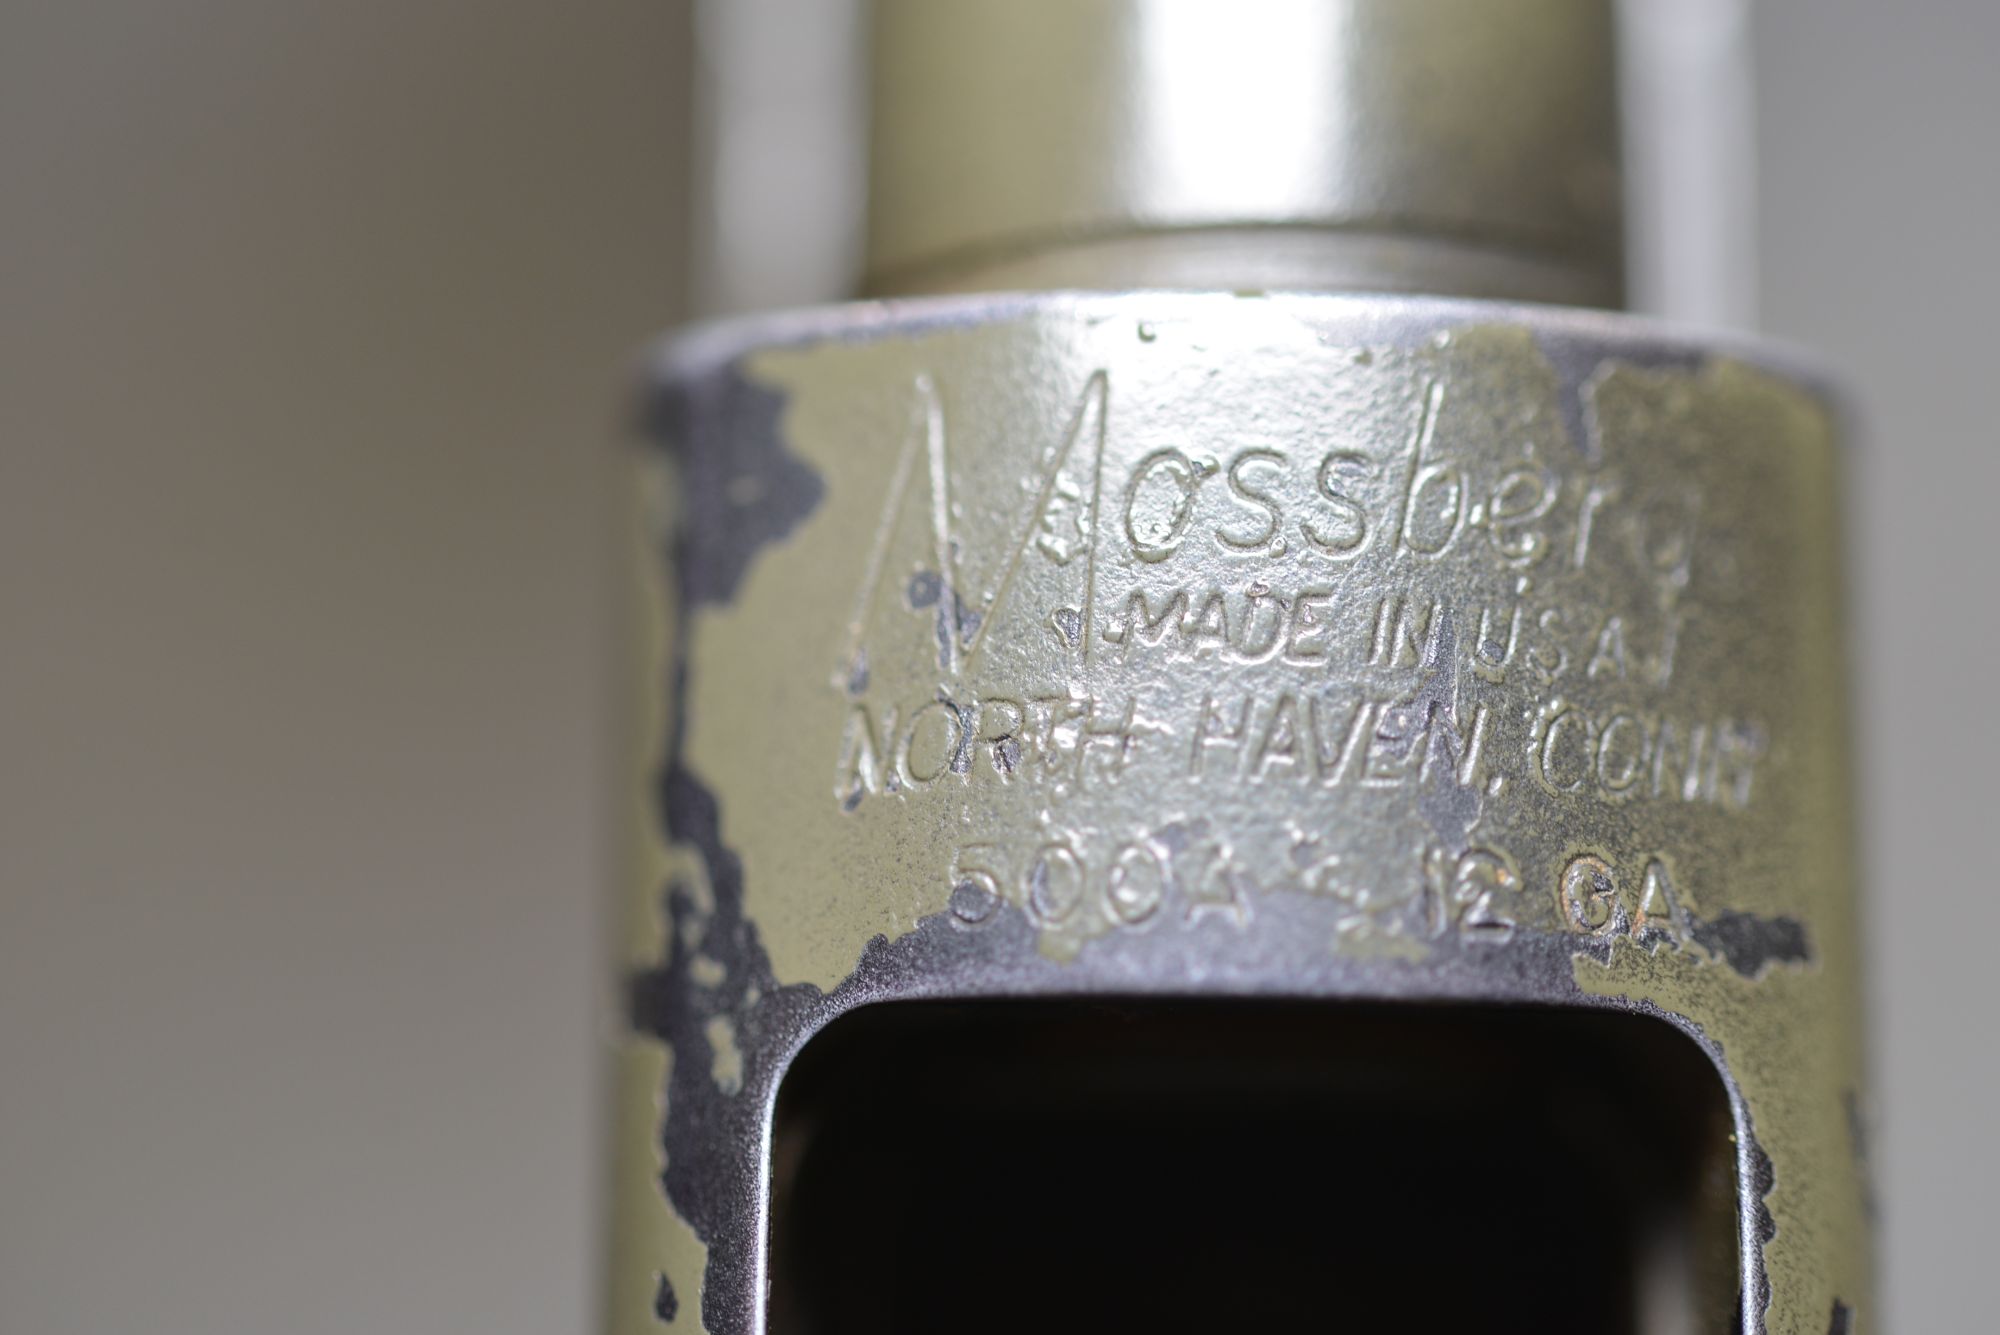 Mossberg
MADE IN U.S.A.
NORTH HAVEN, CONN
500A 12 GA